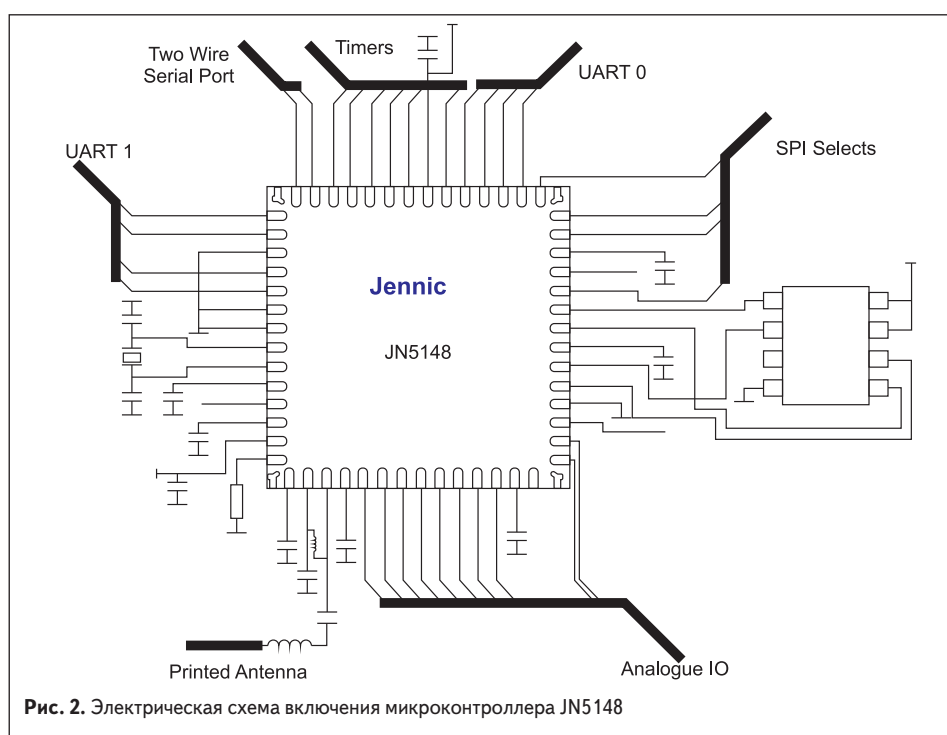 Two Wire
Serial Port
Timers
UART 0
UART 1
SPI Selects
Jennic
JN5148
Printed Antenna
Analogue IO
Рис. 2. Электрическая схема включения микроконтроллера JN5148